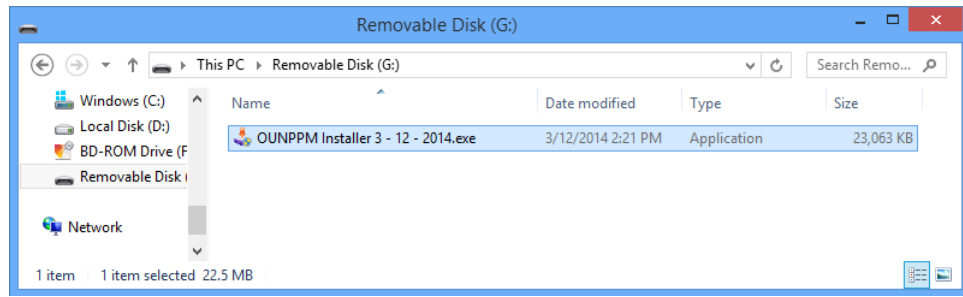 Removable Disk (G:)
This PC Removable Disk (G:)
Search Remo...
Windows (C:)
Local Disk (D:)
BD-ROM Drive (F
Removable Disk (
Network
Name Date modified Type Size
OUNPPM Installer 3 - 12 - 2014.exe 3/12/2014 2:21 PM Application 23,063 KB
1 item 1 item selected 22.5 MB